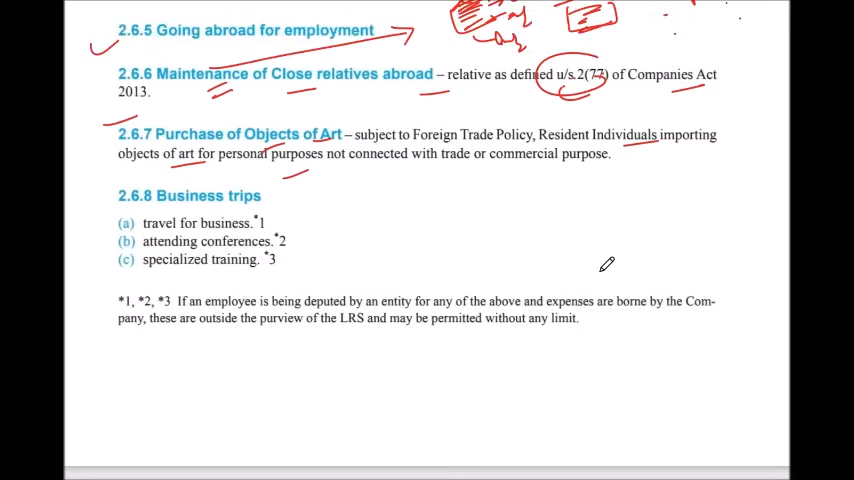 2.6.5 Going abroad for employment
2.6.6 Maintenance of Close relatives abroad – relative as defined u/s.2(77) of Companies Act
2013.
2.6.7 Purchase of Objects of Art – subject to Foreign Trade Policy, Resident Individuals importing
objects of art for personal purposes not connected with trade or commercial purpose.
2.6.8 Business trips
(a) travel for business.*1
(b) attending conferences.*2
(c) specialized training. *3
*1, *2, *3 If an employee is being deputed by an entity for any of the above and expenses are borne by the Com-
pany, these are outside the purview of the LRS and may be permitted without any limit.